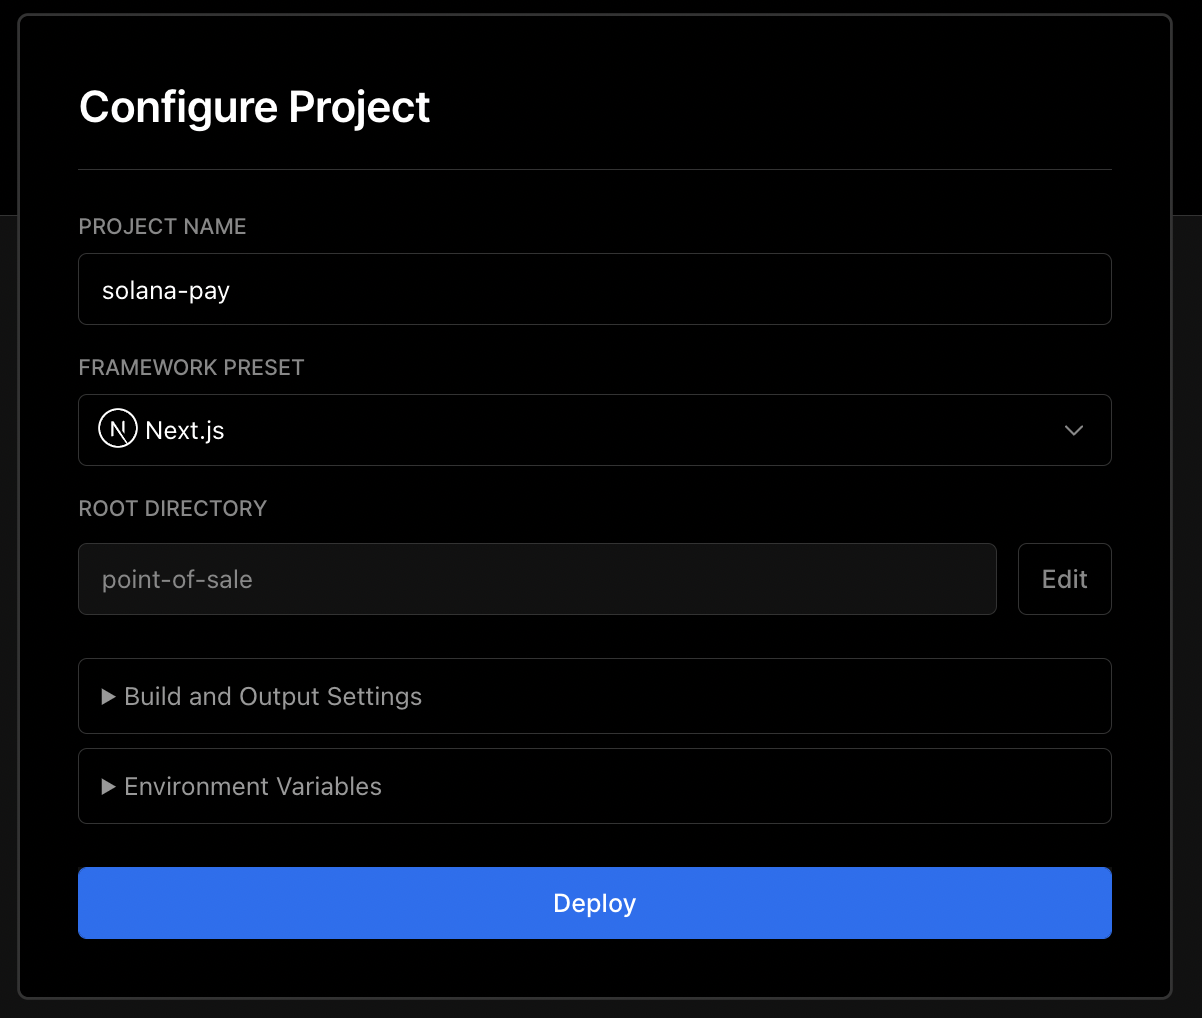 Configure Project
PROJECT NAME
solana-pay
FRAMEWORK PRESET
N Next.js
ROOT DIRECTORY
point-of-sale
Edit
Build and Output Settings
Environment Variables
Deploy